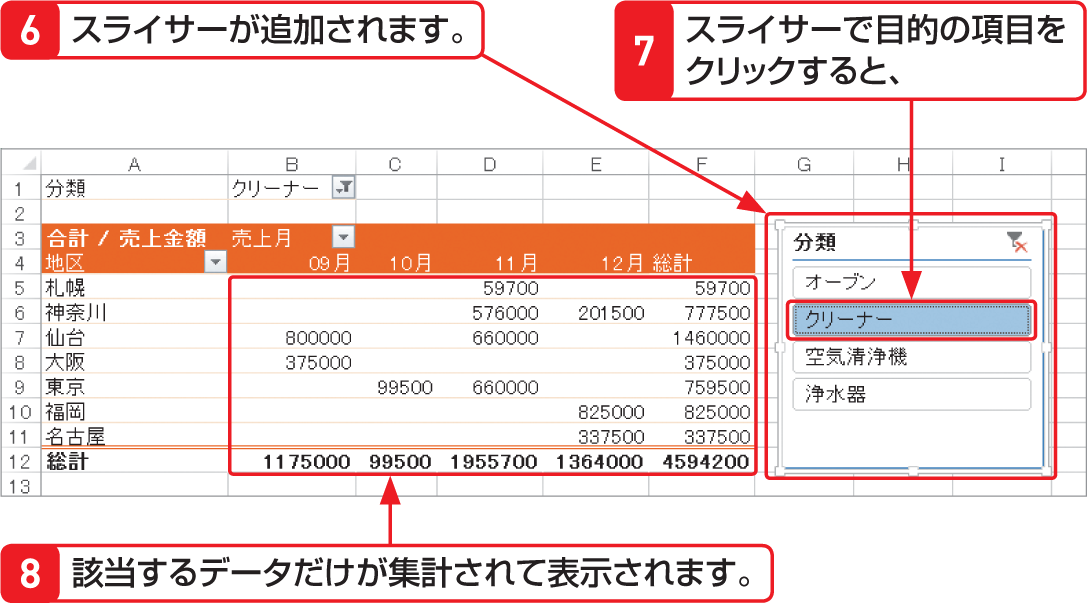 6 スライサーが追加されます。
7 スライサーで目的の項目を
クリックすると、
A B C D E F G H I
1 分類 クリーナー
2
3 合計 / 売上金額 売上月
4 地区 09月 10月 11月 12月 総計
5 札幌 59700 59700
6 神奈川 576000 201500 777500
7 仙台 800000 660000 1460000
8 大阪 375000 375000
9 東京 99500 660000 759500
10 福岡 825000 825000
11 名古屋 337500 337500
12 総計 1175000 99500 1955700 1364000 4594200
13
分類
オーブン
クリーナー
空気清浄機
浄水器
8 該当するデータだけが集計されて表示されます。